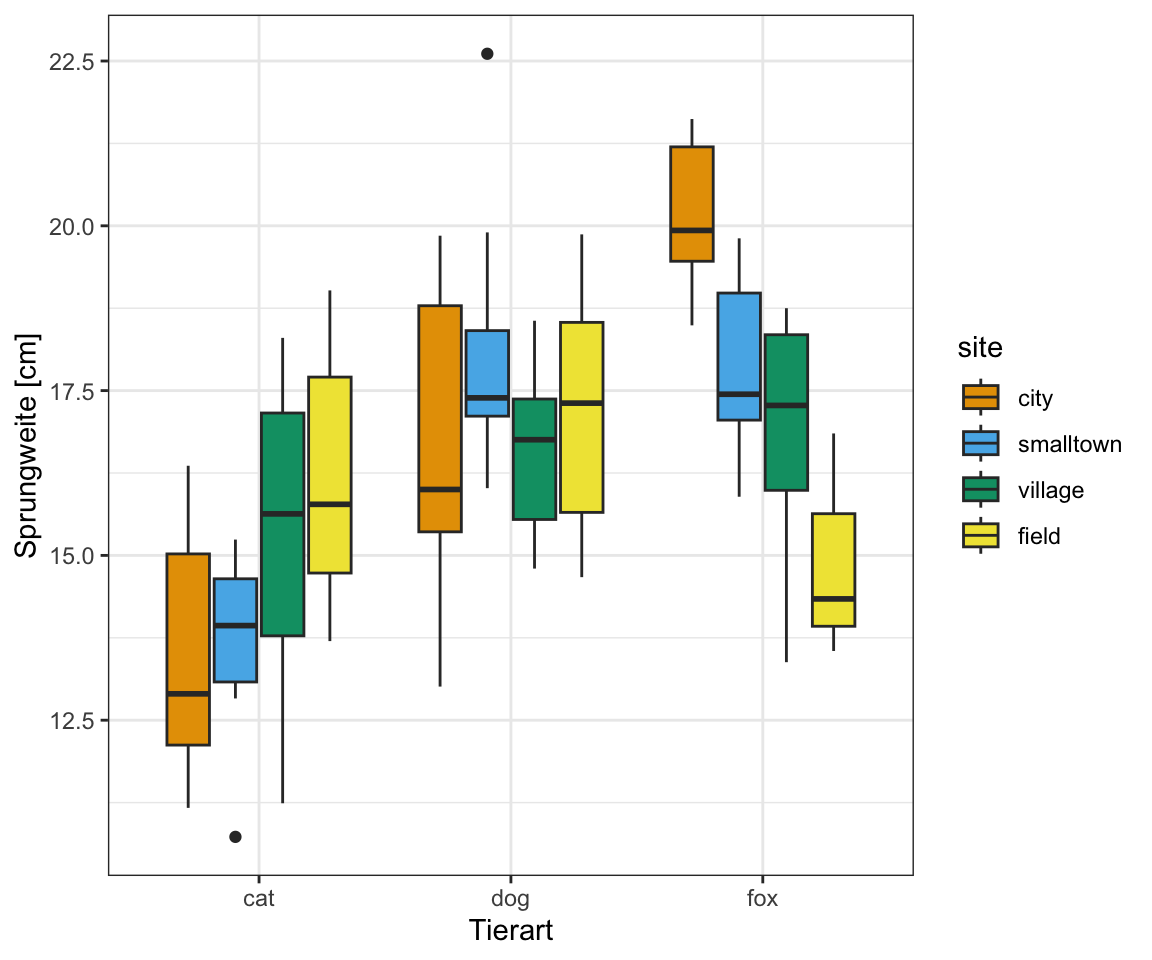 22.5
20.0
17.5
15.0
12.5
Sprungweite [cm]
cat dog fox
Tierart
site
city
smalltown
village
field